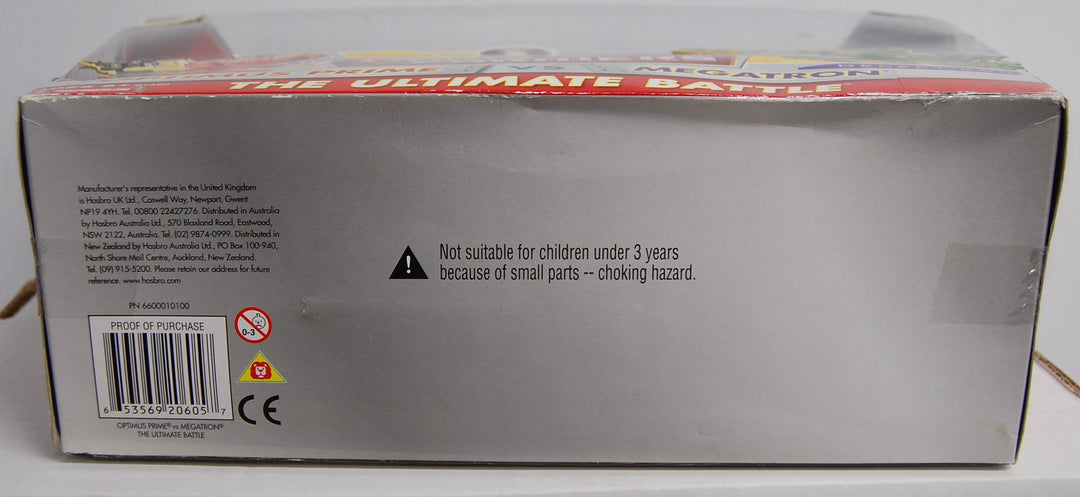 OPTIMUS PRIME VS MEGATRON
THE ULTIMATE BATTLE
Manufacturer's representative in the United Kingdom
is Hasbro UK Ltd., Caswell Way, Newport, Gwent
NP19 4YH. Tel. 00800 22427276. Distributed in Australia
by Hasbro Australia Ltd., 570 Blaxland Road, Eastwood,
NSW 2122, Australia. Tel. (02) 9874-0999. Distributed in
New Zealand by Hasbro Australia Ltd., PO Box 100-940,
North Shore Mail Centre, Auckland, New Zealand.
Tel. (09) 915-5200. Please retain our address for future
reference. www.hasbro.com
PN 6600010100
PROOF OF PURCHASE
6 53569 20605 7
OPTIMUS PRIME® vs MEGATRON®
THE ULTIMATE BATTLE
0-3
CE
! Not suitable for children under 3 years
because of small parts -- choking hazard.